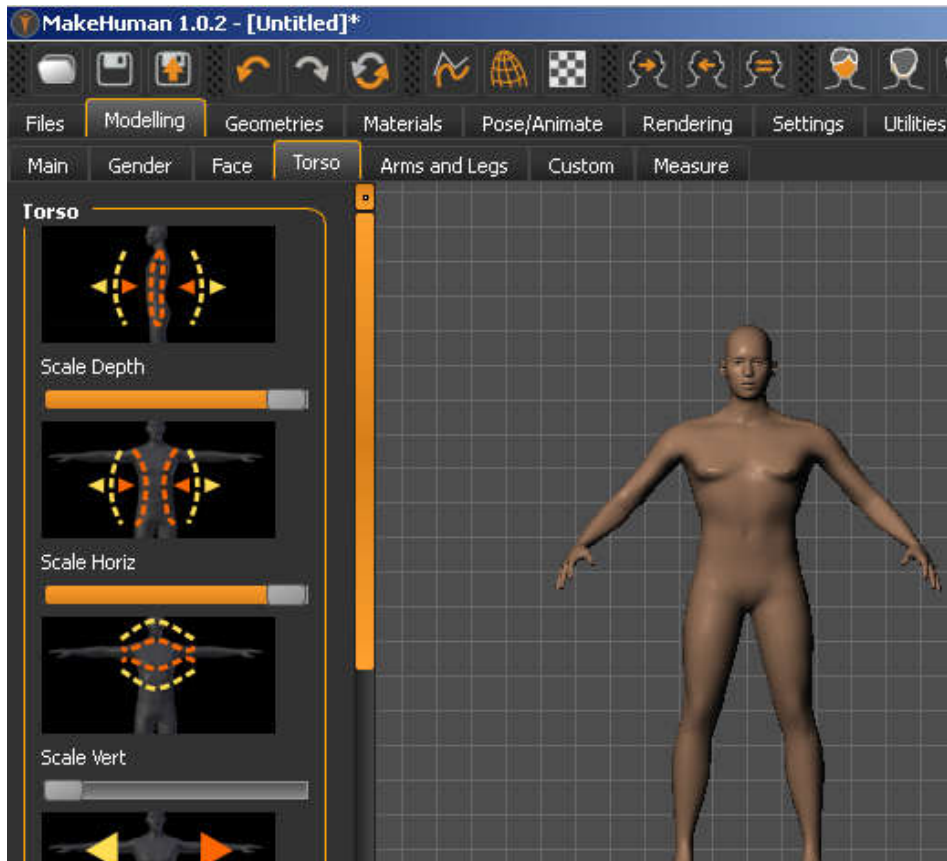 MakeHuman 1.0.2 - [Untitled]*
Files Modelling Geometries Materials Pose/Animate Rendering Settings Utilities
Main Gender Face Torso Arms and Legs Custom Measure
Torso
Scale Depth
Scale Horiz
Scale Vert